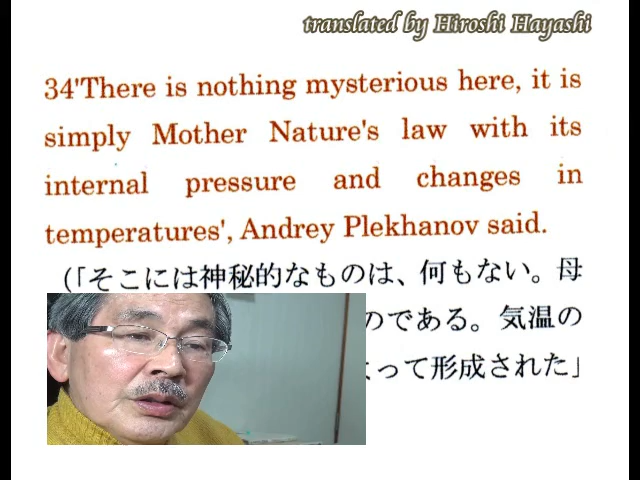 translated by Hiroshi Hayashi
34'There is nothing mysterious here, it is
simply Mother Nature's law with its
internal pressure and changes in
temperatures', Andrey Plekhanov said.
(「そこには神秘的なものは、何もない。母
のである。気温の
よって形成された」